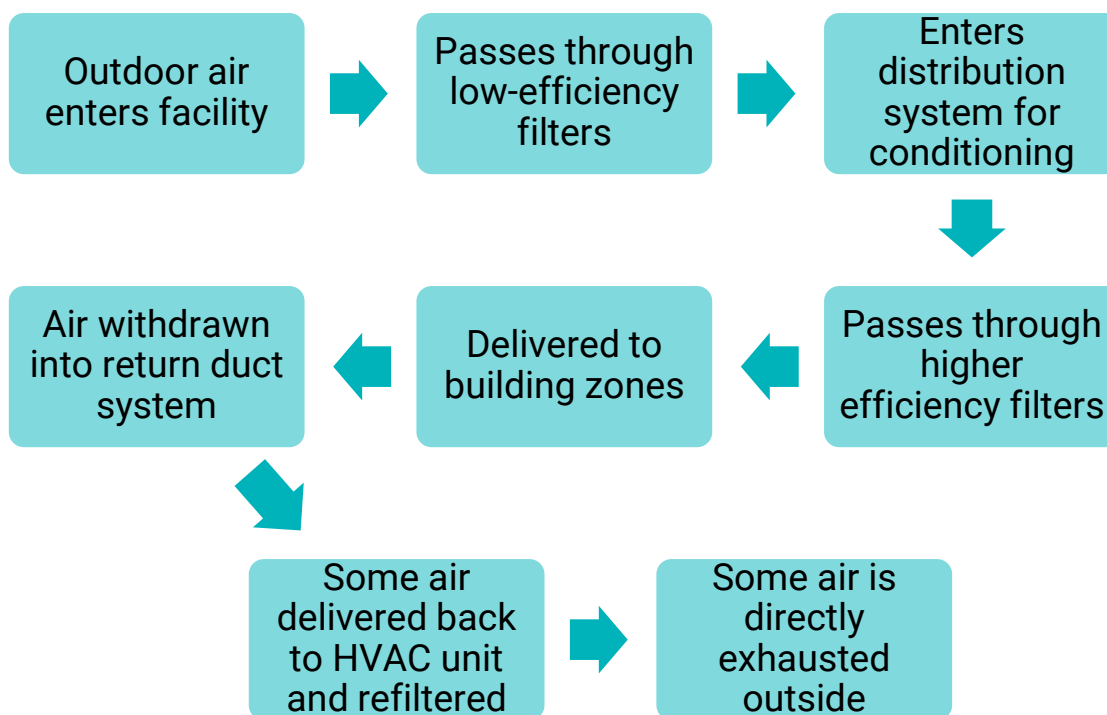 Outdoor air
enters facility
Passes through
low-efficiency
filters
Enters
distribution
system for
conditioning
Passes through
higher
efficiency filters
Delivered to
building zones
Air withdrawn
into return duct
system
Some air
delivered back
to HVAC unit
and refiltered
Some air is
directly
exhausted
outside